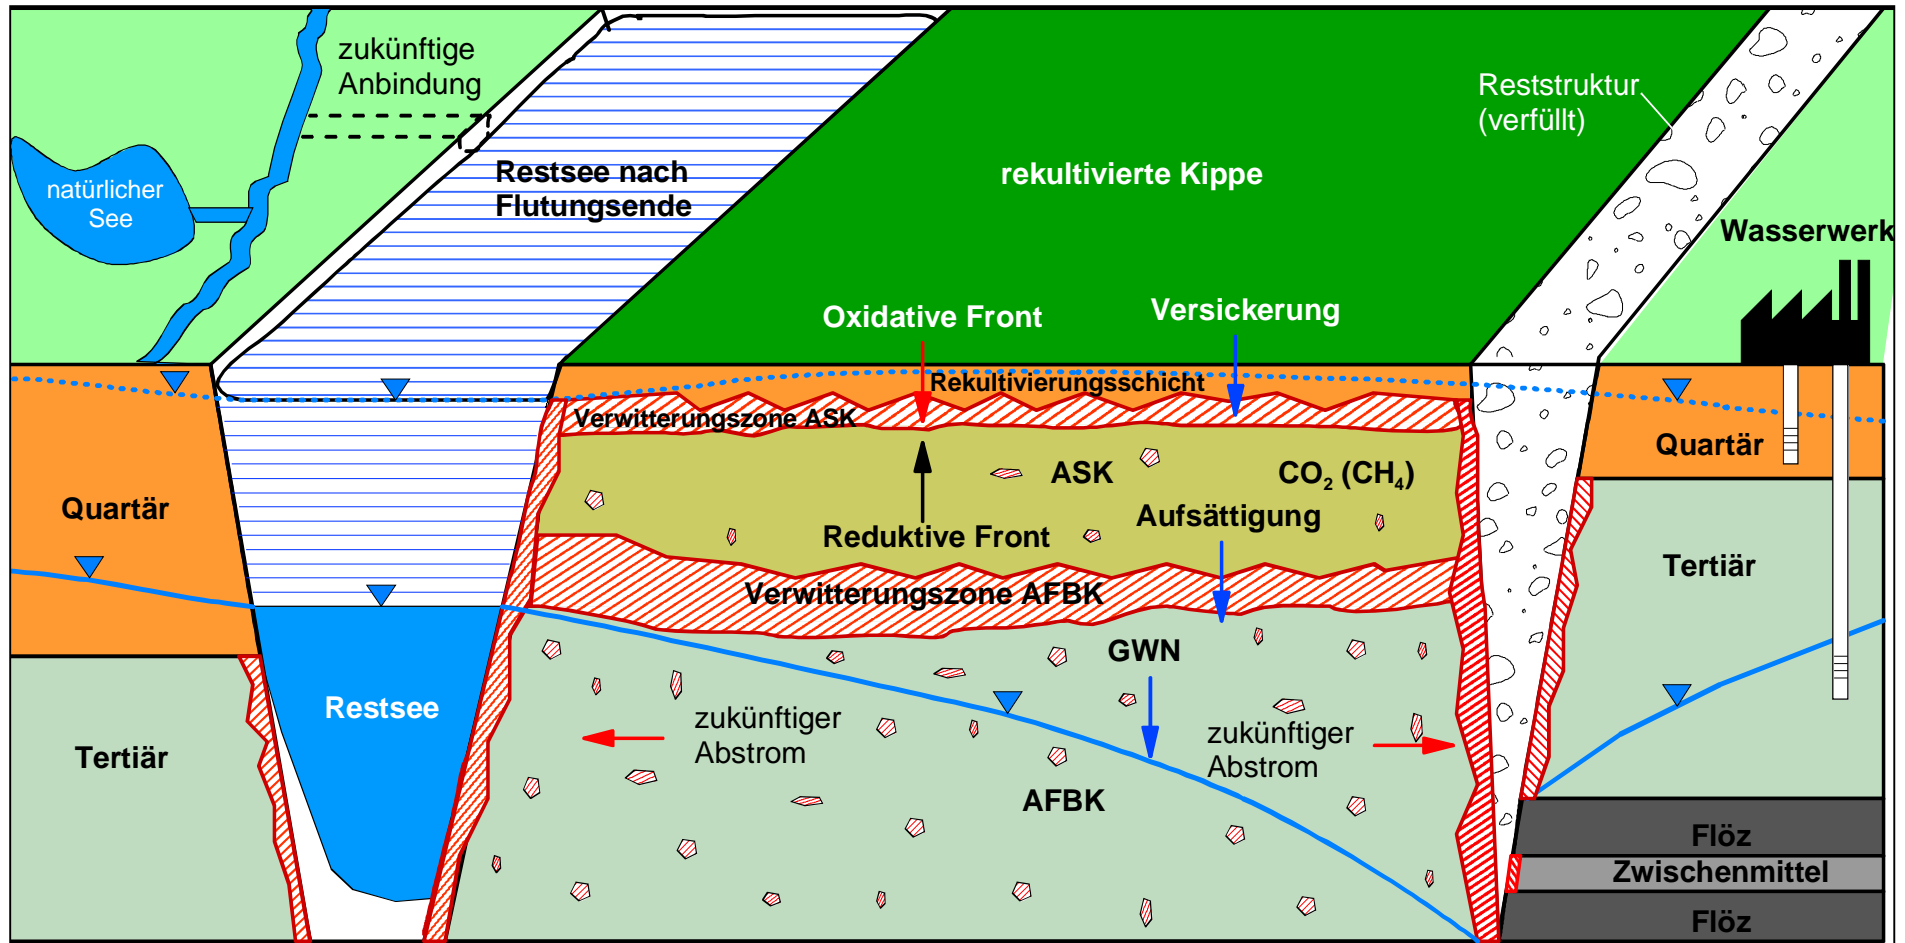 zukünftige
Anbindung
natürlicher
See
Restsee nach
Flutungsende
rekultivierte Kippe
Reststruktur
(verfüllt)
Wasserwerk
Oxidative Front
Versickerung
Rekultivierungsschicht
Verwitterungszone ASK
Quartär
ASK
CO₂ (CH₄)
Quartär
Reduktive Front
Aufsättigung
Tertiär
Verwitterungszone AFBK
GWN
Restsee
zukünftiger
Abstrom
zukünftiger
Abstrom
Tertiär
AFBK
Flöz
Zwischenmittel
Flöz